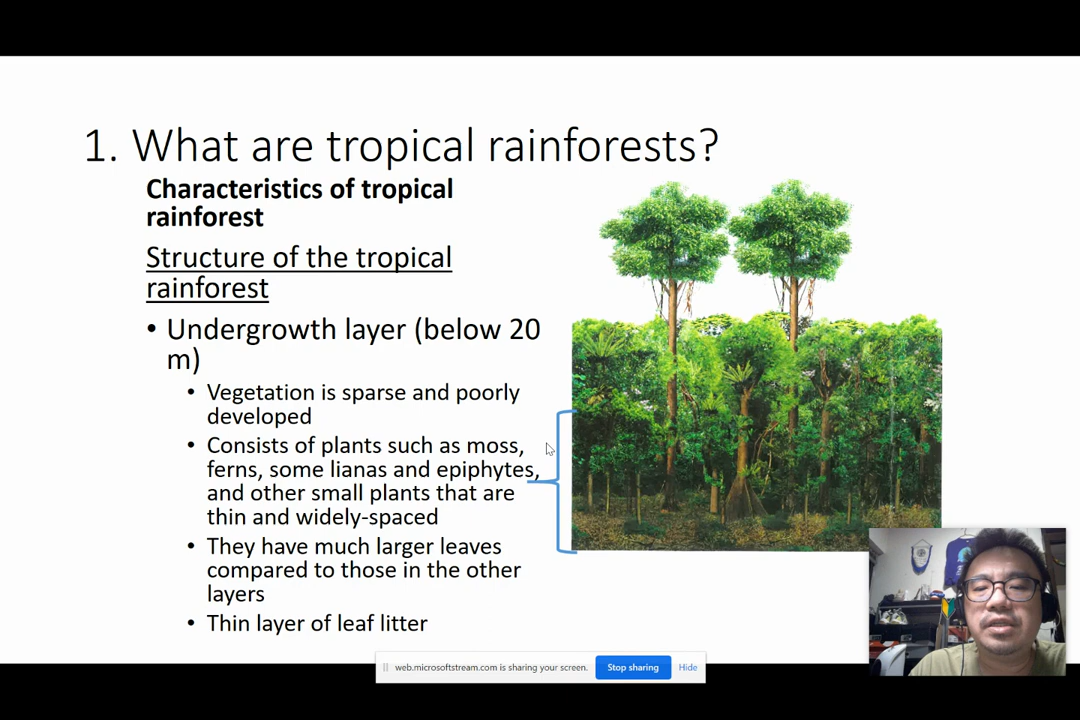 1. What are tropical rainforests?
Characteristics of tropical
rainforest
Structure of the tropical
rainforest
• Undergrowth layer (below 20
m)
• Vegetation is sparse and poorly
developed
• Consists of plants such as moss,
ferns, some lianas and epiphytes,
and other small plants that are
thin and widely-spaced
• They have much larger leaves
compared to those in the other
layers
• Thin layer of leaf litter
web.microsoftstream.com is sharing your screen.
Stop sharing
Hide